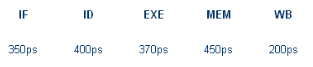 IF ID EXE MEM WB
350ps 400ps 370ps 450ps 200ps